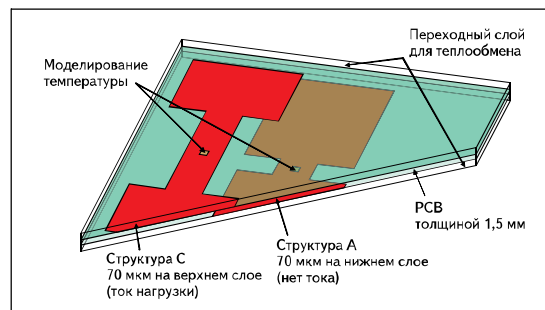 Переходный слой
для теплообмена
Моделирование
температуры
PCB
толщиной 1,5 мм
Структура С
70 мкм на верхнем слое
(ток нагрузки)
Структура А
70 мкм на нижнем слое
(нет тока)